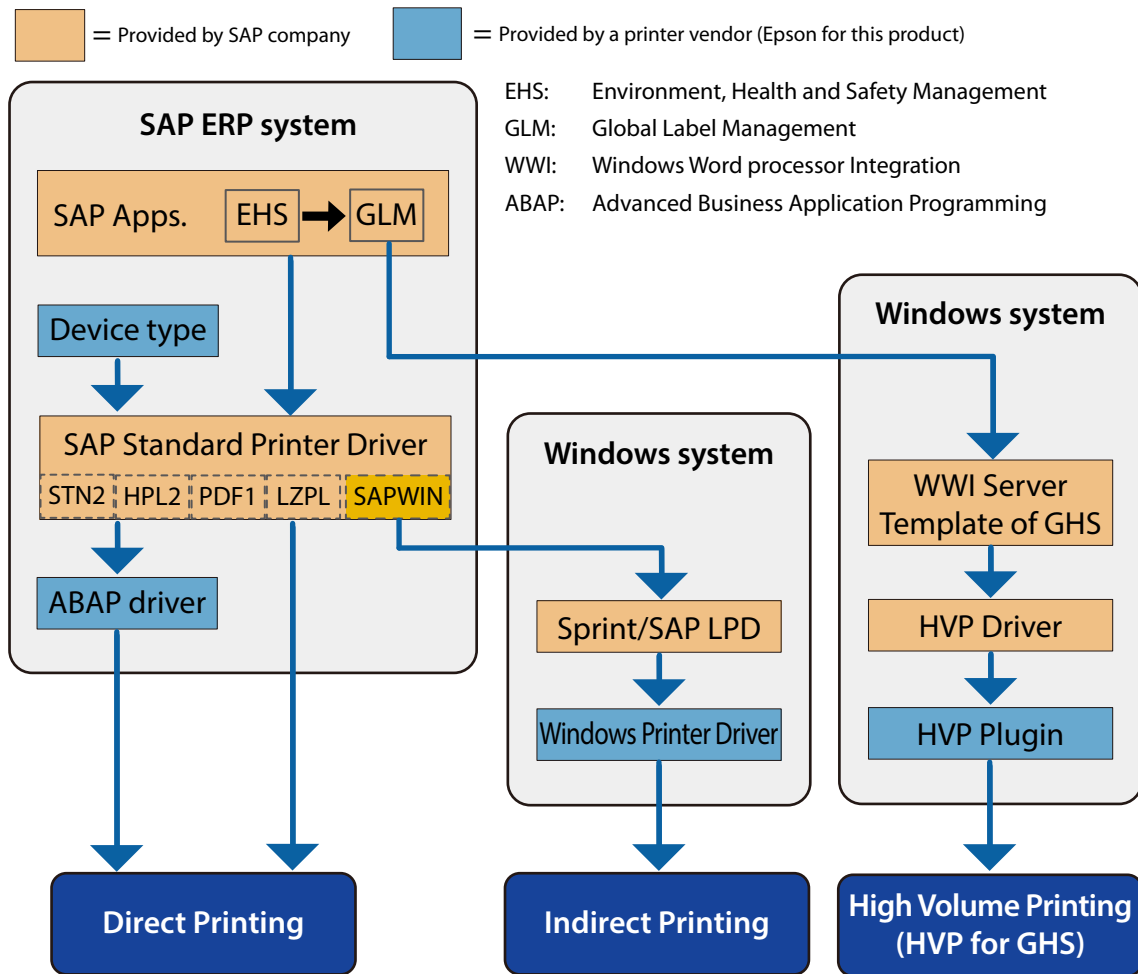 = Provided by SAP company
= Provided by a printer vendor (Epson for this product)
EHS: Environment, Health and Safety Management
GLM: Global Label Management
WWI: Windows Word processor Integration
ABAP: Advanced Business Application Programming
SAP ERP system
SAP Apps.
EHS
GLM
Device type
SAP Standard Printer Driver
STN2
HPL2
PDF1
LZPL
SAPWIN
ABAP driver
Windows system
Sprint/SAP LPD
Windows Printer Driver
Windows system
WWI Server
Template of GHS
HVP Driver
HVP Plugin
Direct Printing
Indirect Printing
High Volume Printing
(HVP for GHS)